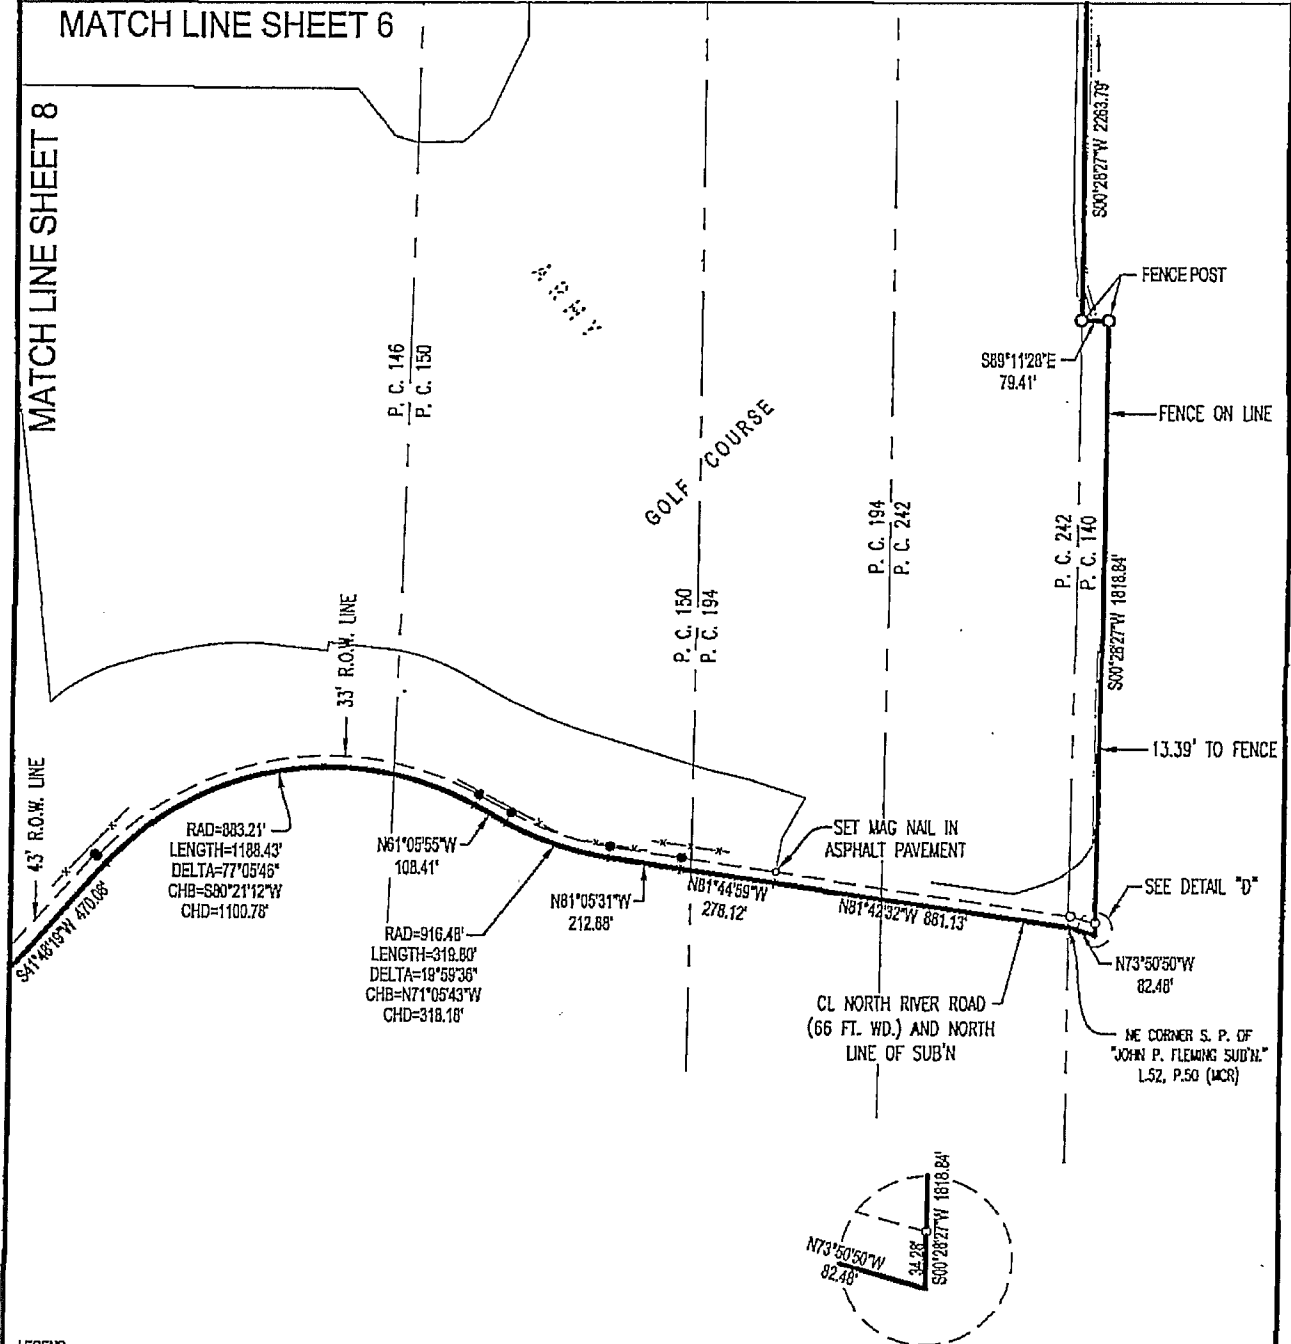 MATCH LINE SHEET 6
MATCH LINE SHEET 8
S00°28'27"W 2263.79'
FENCE POST
S89°11'28"E
79.41'
FENCE ON LINE
ARMY
GOLF COURSE
P. C. 146
P. C. 150
P. C. 150
P. C. 194
P. C. 194
P. C. 242
P. C. 242
P. C. 140
S00°28'27"W 1818.84'
13.39' TO FENCE
33' R.O.W. LINE
43' R.O.W. LINE
S41°48'19"W 470.08'
RAD=883.21'
LENGTH=1188.43'
DELTA=77°05'46"
CHB=S80°21'12"W
CHD=1100.78'
N61°05'55"W
108.41'
RAD=916.48'
LENGTH=319.80'
DELTA=19°59'36"
CHB=N71°05'43"W
CHD=318.18'
N81°05'31"W
212.88'
N81°44'59"W
278.12'
SET MAG NAIL IN
ASPHALT PAVEMENT
N81°42'32"W 881.13'
SEE DETAIL "D"
N73°50'50"W
82.48'
CL NORTH RIVER ROAD
(66 FT. WD.) AND NORTH
LINE OF SUB'N
NE CORNER S. P. OF
"JOHN P. FLEMING SUB'N."
L.52, P.50 (MCR)
N73°50'50"W
82.48'
34.28'
S00°28'27"W 1818.84'